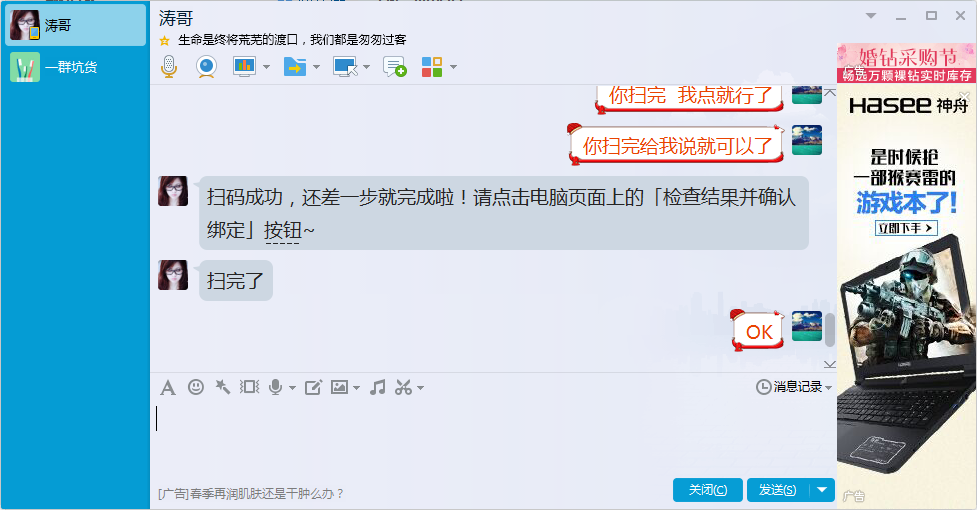 涛哥
一群坑货
涛哥
生命是终将荒芜的渡口，我们都是匆匆过客
你扫完 我点就行了
你扫完给我说就可以了
扫码成功，还差一步就完成啦！请点击电脑页面上的「检查结果并确认
绑定」按钮~
扫完了
OK
消息记录
[广告]春季再润肌肤还是干肿么办？
关闭(C)
发送(S)
婚钻采购节
广告
畅选万颗裸钻实时库存
Hasee 神舟
是时候抢
一部猴赛雷的
游戏本了!
立即下手 >
广告